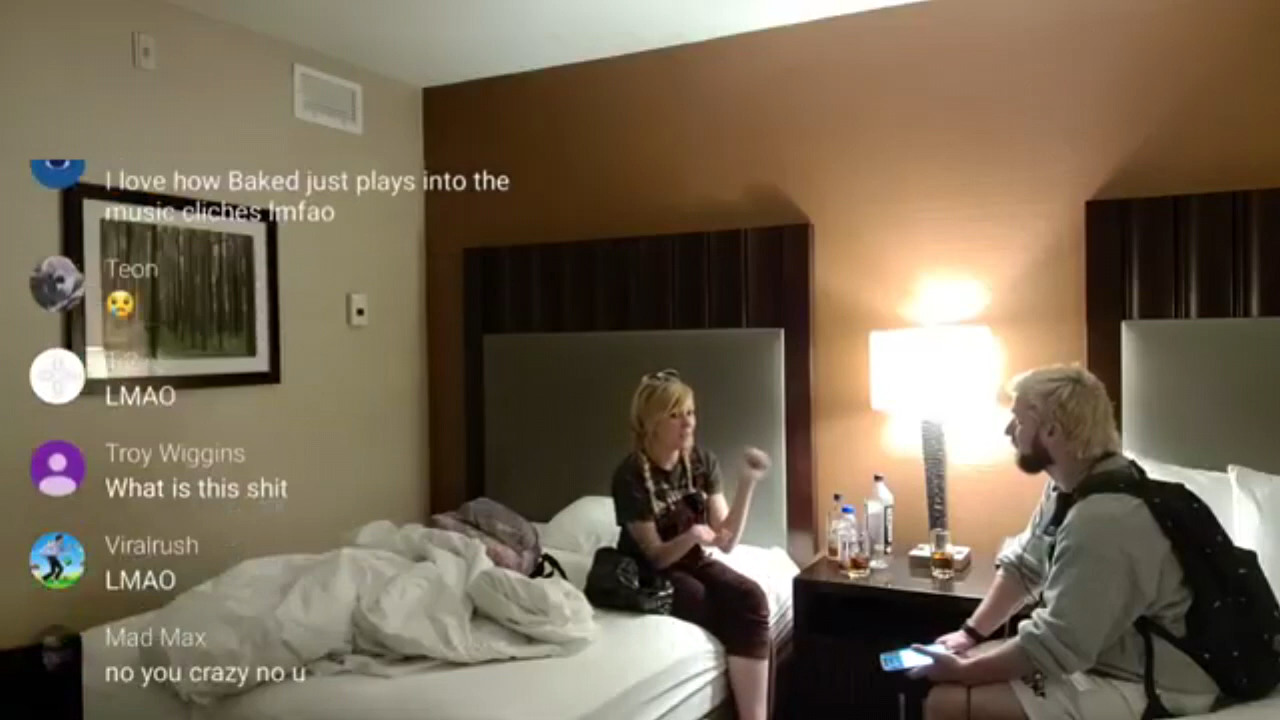 I love how Baked just plays into the
music cliches lmfao
Teon
😢
LMAO
Troy Wiggins
What is this shit
Viralrush
LMAO
Mad Max
no you crazy no u